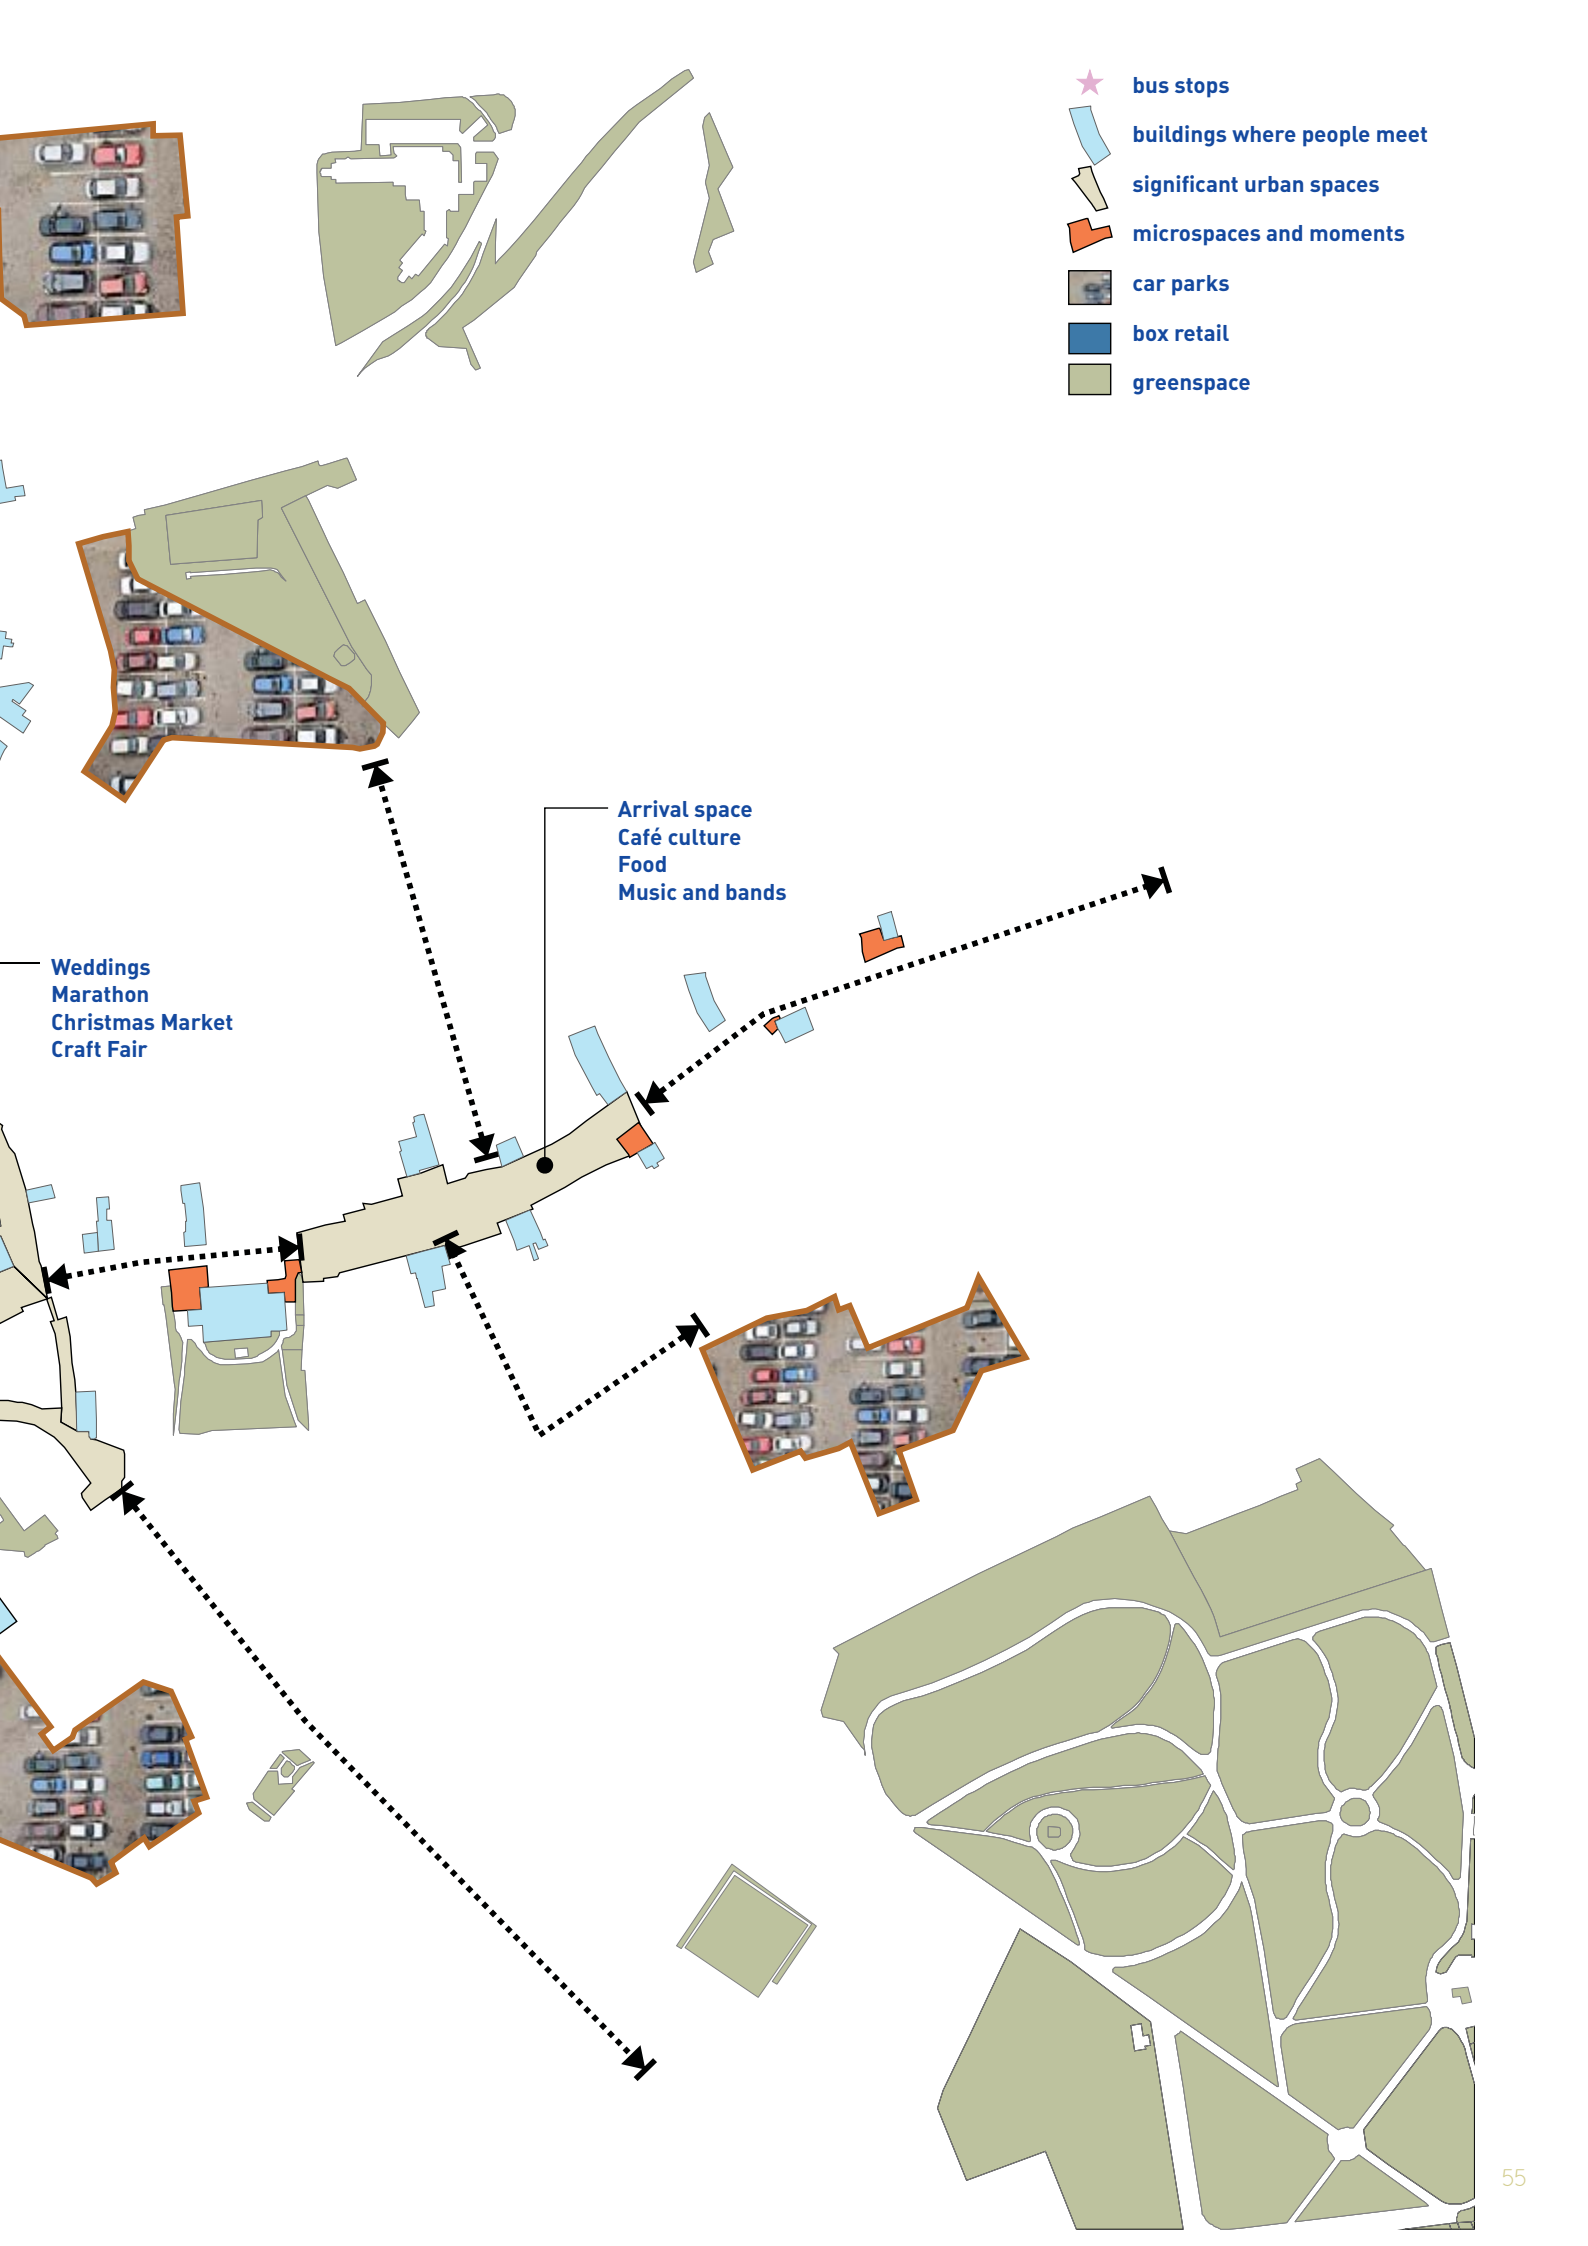 bus stops
buildings where people meet
significant urban spaces
microspaces and moments
car parks
box retail
greenspace
Arrival space
Café culture
Food
Music and bands
Weddings
Marathon
Christmas Market
Craft Fair
55